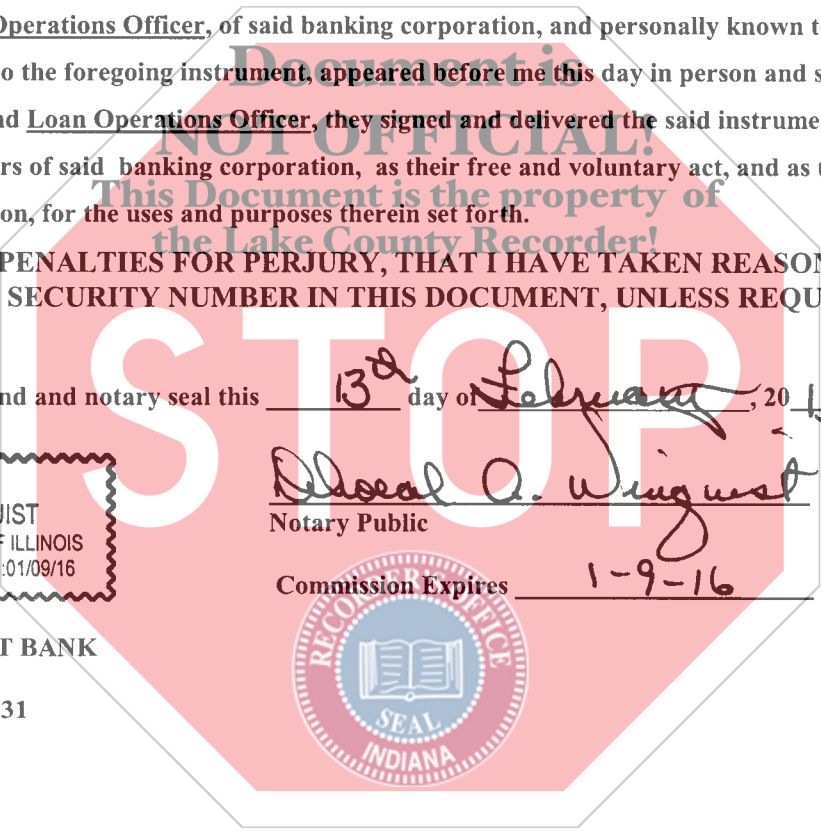 Operations Officer, of said banking corporation, and personally known t
Document is
o the foregoing instrument, appeared before me this day in person and s
nd Loan Operations Officer, they signed and delivered the said instrume
NOT OFFICIAL!
rs of said banking corporation, as their free and voluntary act, and as t
This Document is the property of
on, for the uses and purposes therein set forth.
the Lake County Recorder!
PENALTIES FOR PERJURY, THAT I HAVE TAKEN REASON
SECURITY NUMBER IN THIS DOCUMENT, UNLESS REQU
STOP
nd and notary seal this 13th day of February, 20 1
Deborah A. Winquist
UIST
Notary Public
F ILLINOIS
:01/09/16
Commission Expires 1-9-16
T BANK
31
RECORDER'S OFFICE
SEAL
INDIANA